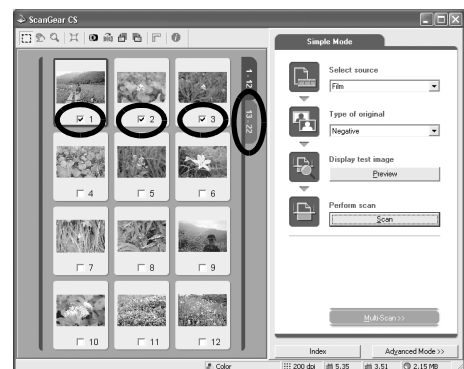 ScanGear CS
Simple Mode
Select source
Film
Type of original
Negative
Display test image
Preview
Perform scan
Scan
Multi-Scan >>
Index
Advanced Mode >>
1 - 12
13 - 22
1
2
3
4
5
6
7
8
9
10
11
12
Color
200 dpi
5.35
3.51
2.15 MB